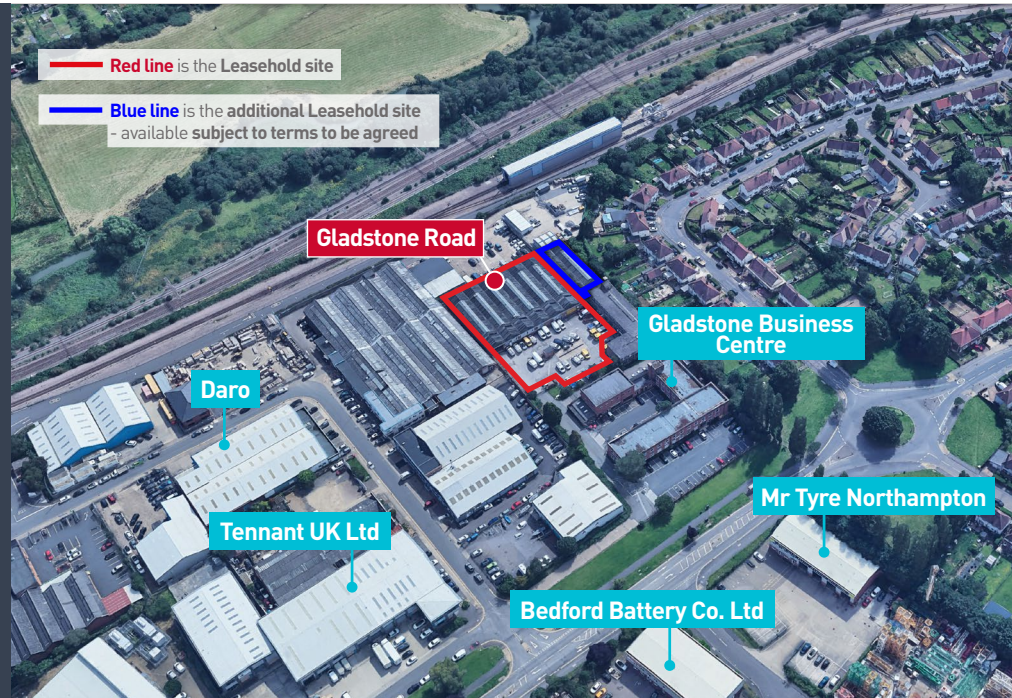 Red line is the Leasehold site
Blue line is the additional Leasehold site
- available subject to terms to be agreed
Gladstone Road
Gladstone Business
Centre
Daro
Mr Tyre Northampton
Tennant UK Ltd
Bedford Battery Co. Ltd